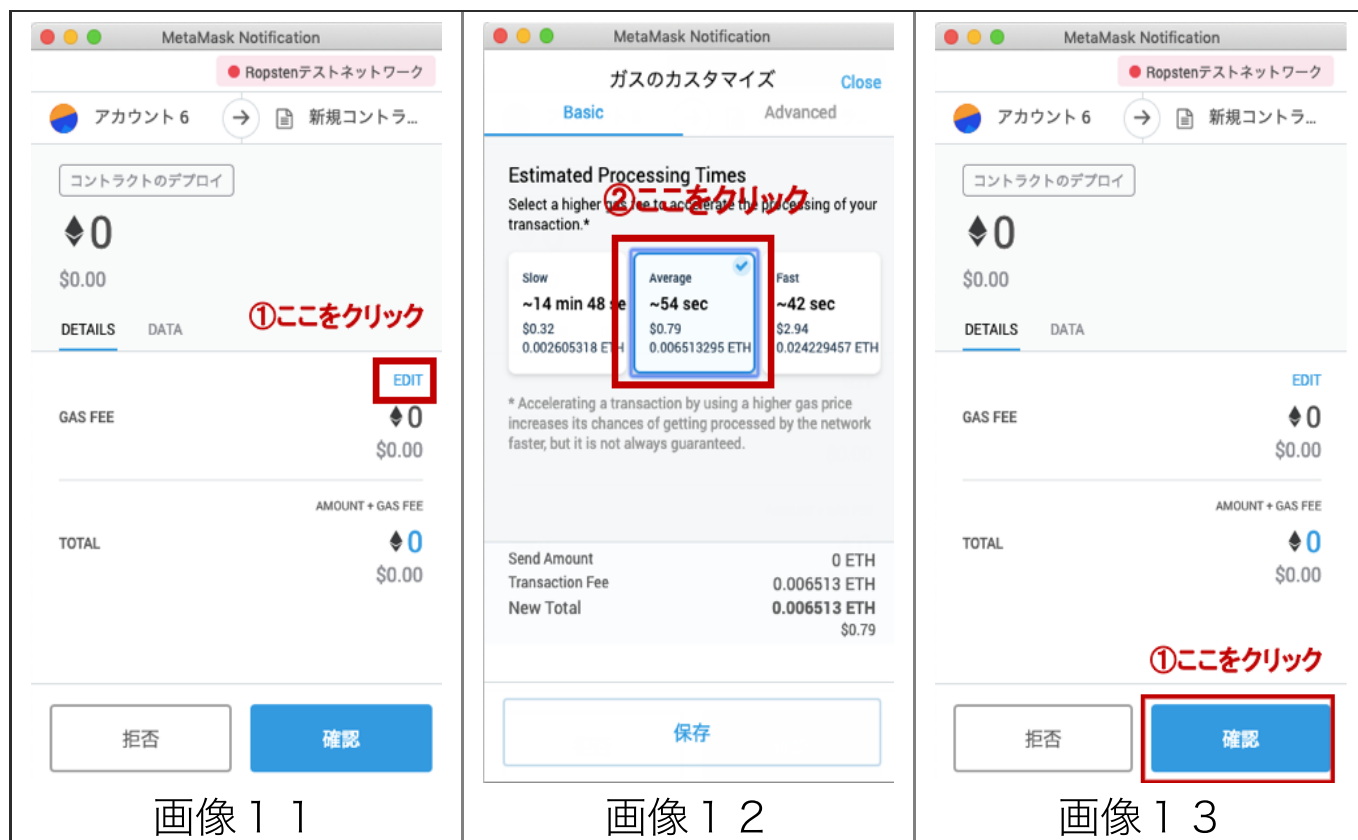 MetaMask Notification
Ropstenテストネットワーク
アカウント 6
新規コントラ...
コントラクトのデプロイ
0
$0.00
①ここをクリック
DETAILS DATA
EDIT
GAS FEE
0
$0.00
AMOUNT + GAS FEE
TOTAL
0
$0.00
拒否 確認
画像11
MetaMask Notification
ガスのカスタマイズ Close
Basic Advanced
Estimated Processing Times
②ここをクリック
Select a higher gas fee to accelerate the processing of your
transaction.*
Slow
~14 min 48 se
$0.32
0.002605318 ETH
Average
~54 sec
$0.79
0.006513295 ETH
Fast
~42 sec
$2.94
0.024229457 ETH
* Accelerating a transaction by using a higher gas price
increases its chances of getting processed by the network
faster, but it is not always guaranteed.
Send Amount 0 ETH
Transaction Fee 0.006513 ETH
New Total 0.006513 ETH
$0.79
保存
画像12
MetaMask Notification
Ropstenテストネットワーク
アカウント 6
新規コントラ...
コントラクトのデプロイ
0
$0.00
DETAILS DATA
EDIT
GAS FEE
0
$0.00
AMOUNT + GAS FEE
TOTAL
0
$0.00
①ここをクリック
拒否 確認
画像13